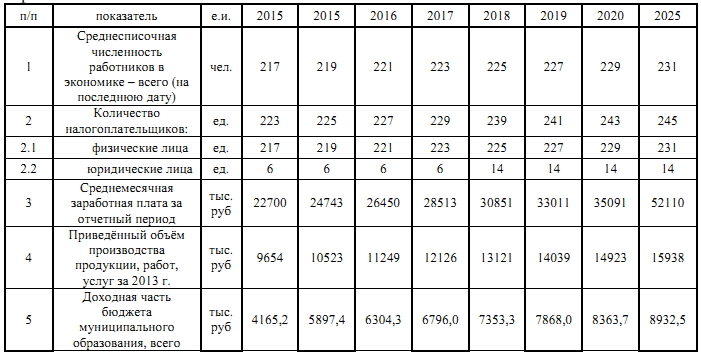 п/п показатель е.и. 2015 2015 2016 2017 2018 2019 2020 2025
Среднесписочная
численность
работников в
экономике – всего (на
последнюю дату)
1 чел. 217 219 221 223 225 227 229 231
Количество
налогоплательщиков:
2 ед. 223 225 227 229 239 241 243 245
2.1 физические лица ед. 217 219 221 223 225 227 229 231
2.2 юридические лица ед. 6 6 6 6 14 14 14 14
Среднемесячная
заработная плата за
отчетный период
3 тыс.
руб 22700 24743 26450 28513 30851 33011 35091 52110
Приведённый объём
производства
продукции, работ,
услуг за 2013 г.
4 тыс.
руб 9654 10523 11249 12126 13121 14039 14923 15938
Доходная часть
бюджета
муниципального
образования, всего
5 тыс.
руб 4165,2 5897,4 6304,3 6796,0 7353,3 7868,0 8363,7 8932,5